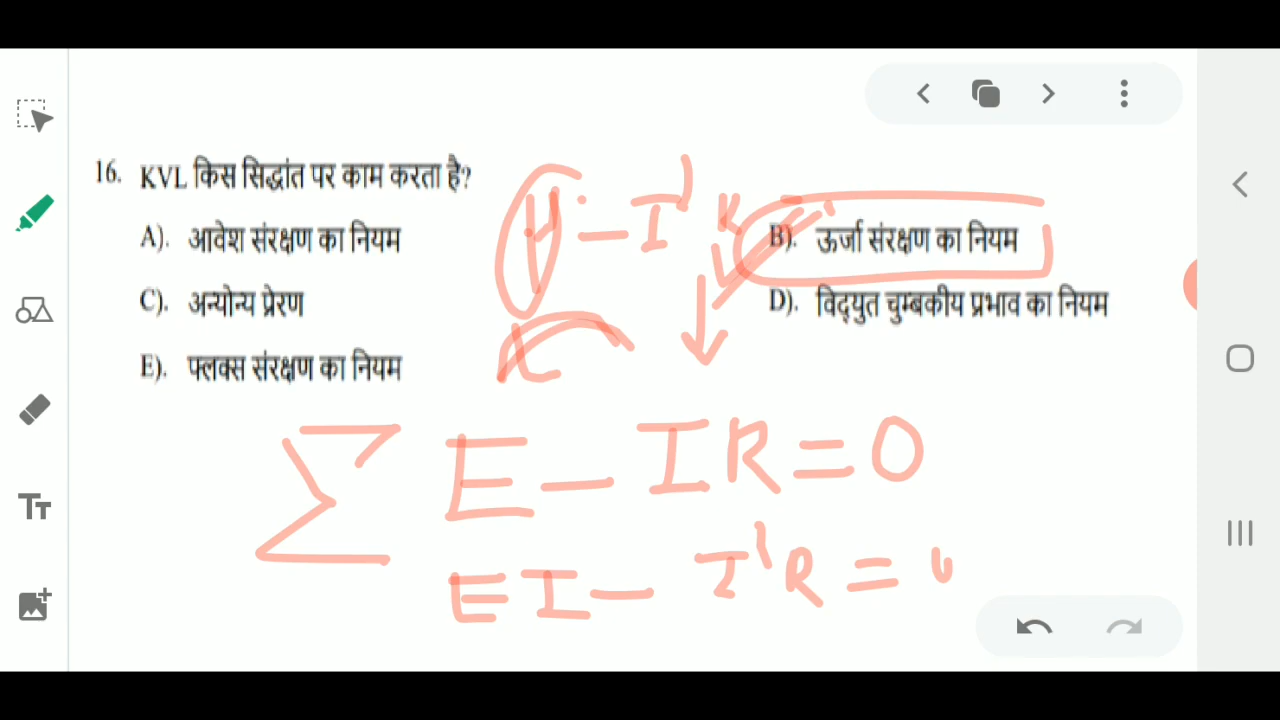 16. KVL किस सिद्धांत पर काम करता है?
A). आवेश संरक्षण का नियम
B). ऊर्जा संरक्षण का नियम
C). अन्योन्य प्रेरण
D). विद्युत चुम्बकीय प्रभाव का नियम
E). फ्लक्स संरक्षण का नियम
∑ E - IR = 0
EI - I'R = 0
Tт